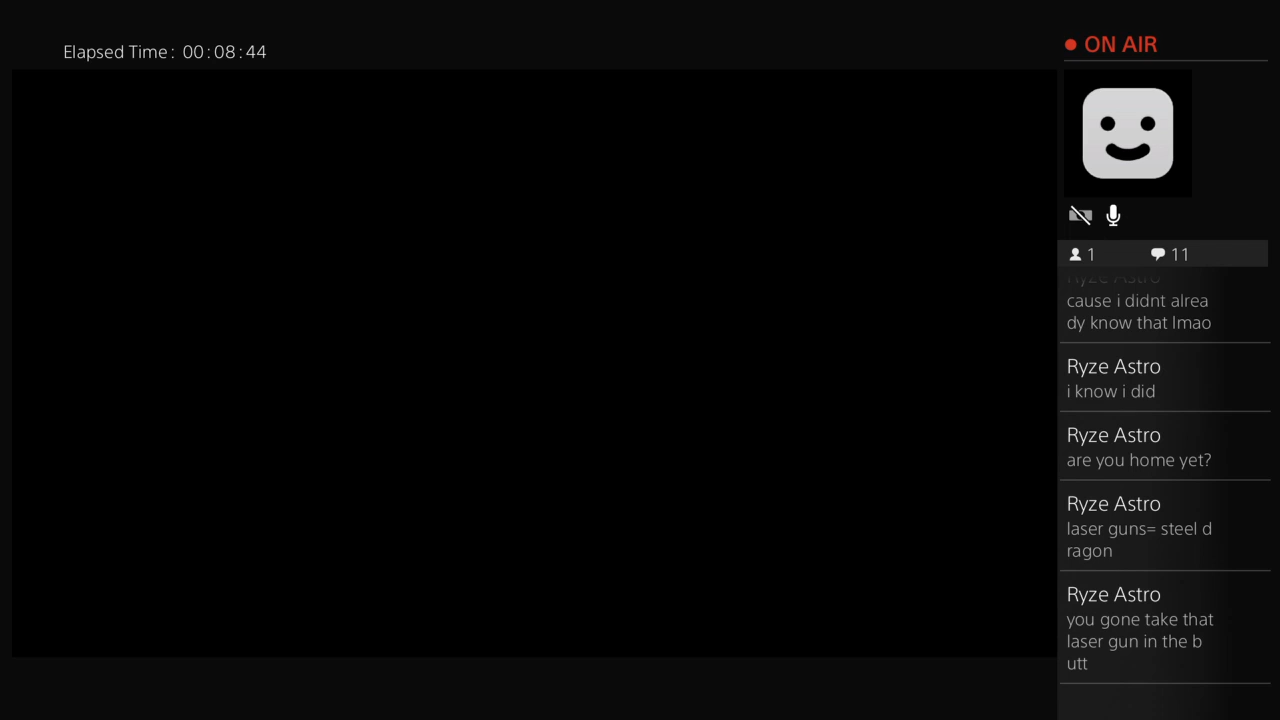 Elapsed Time: 00:08:44
ON AIR
1
11
Ryze Astro
cause i didnt alrea
dy know that lmao
Ryze Astro
i know i did
Ryze Astro
are you home yet?
Ryze Astro
laser guns= steel d
ragon
Ryze Astro
you gone take that
laser gun in the b
utt